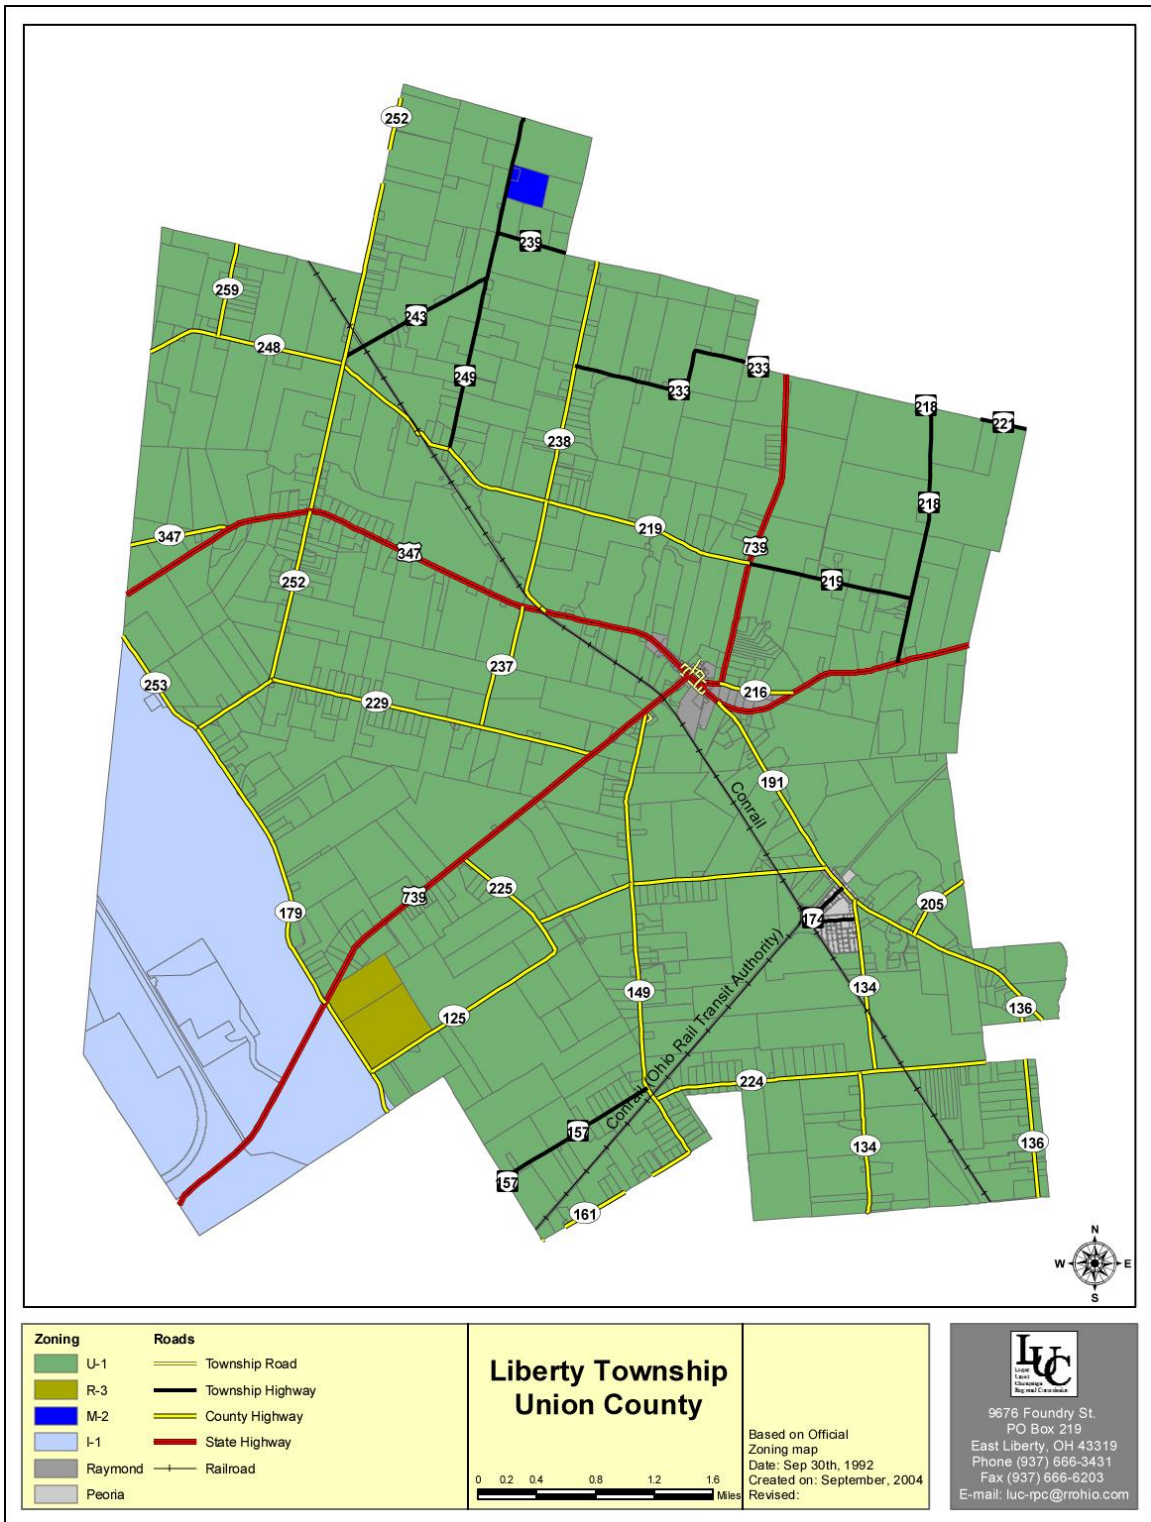 252
239
259
243
248
249
233
233
218
221
238
218
219
347
347
739
219
252
237
216
253
229
191
Conrail
225
739
205
179
174
Conrail (Ohio Rail Transit Authority)
149
134
136
125
224
157
134
136
157
161
N
W E
S
Zoning
U-1
R-3
M-2
I-1
Raymond
Peoria
Roads
Township Road
Township Highway
County Highway
State Highway
Railroad
Liberty Township
Union County
0 0.2 0.4 0.8 1.2 1.6
Miles
Based on Official
Zoning map
Date: Sep 30th, 1992
Created on: September, 2004
Revised:
LUC
Logan
Union
Champaign
Regional Commission
9676 Foundry St.
PO Box 219
East Liberty, OH 43319
Phone (937) 666-3431
Fax (937) 666-6203
E-mail: luc-rpc@rrohio.com